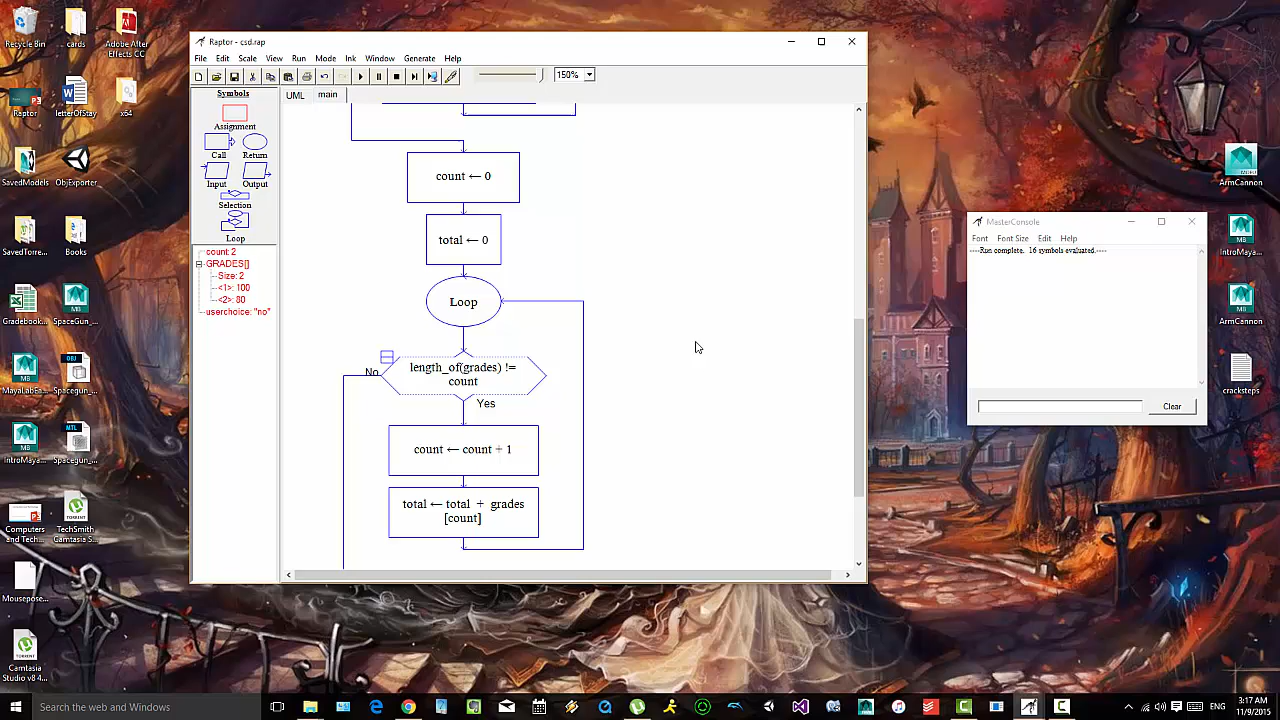 Recycle Bin
cards
Adobe After
Effects CC
Raptor
letterOfStay
x64
SavedModels
ObjExporter
SavedTorre...
Books
Gradebook...
SpaceGun_...
MayaLabEa...
Spacegun_...
IntroMaya...
Spacegun_...
Computers
and Tech...
TechSmith
Camtasia S...
Mousepose...
Camtasia
Studio v8 4...
Raptor - csd.rap
File Edit Scale View Run Mode Ink Window Generate Help
150%
Symbols
UML main
Assignment
Call Return
Input Output
Selection
Loop
count: 2
GRADES[]
Size: 2
<1>: 100
<2>: 80
userchoice: "no"
count ← 0
total ← 0
Loop
No
length_of(grades) !=
count
Yes
count ← count + 1
total ← total + grades
[count]
MasterConsole
Font Font Size Edit Help
----Run complete. 16 symbols evaluated.----
Clear
ArmCannon
IntroMaya...
ArmCannon
cracksteps
Search the web and Windows
ENG
3:17 AM
11/9/2015